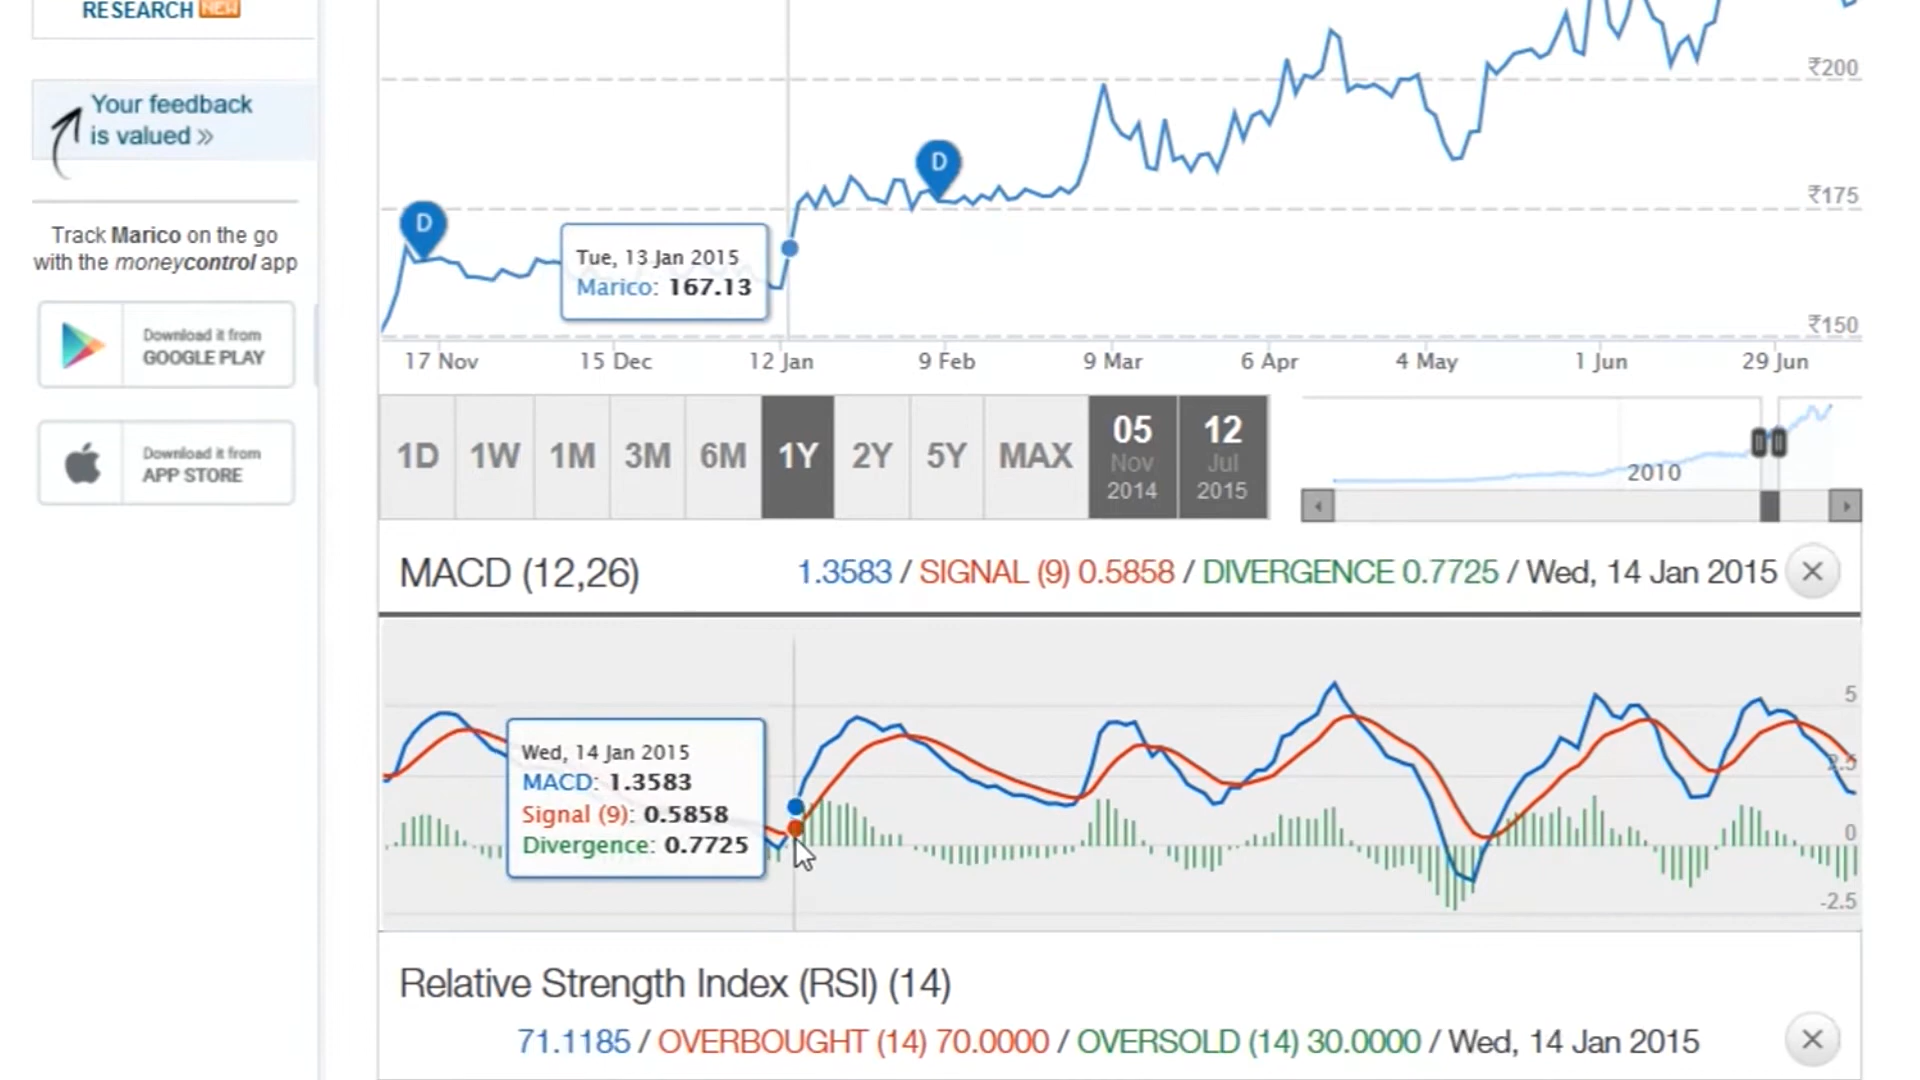 RESEARCH NEW
Your feedback
is valued »
Track Marico on the go
with the moneycontrol app
Download it from
GOOGLE PLAY
Download it from
APP STORE
₹200
D
D
₹175
Tue, 13 Jan 2015
Marico: 167.13
₹150
17 Nov 15 Dec 12 Jan 9 Feb 9 Mar 6 Apr 4 May 1 Jun 29 Jun
1D 1W 1M 3M 6M 1Y 2Y 5Y MAX
05
Nov
2014
12
Jul
2015
2010
MACD (12,26)
1.3583 / SIGNAL (9) 0.5858 / DIVERGENCE 0.7725 / Wed, 14 Jan 2015
5
2.5
0
-2.5
Wed, 14 Jan 2015
MACD: 1.3583
Signal (9): 0.5858
Divergence: 0.7725
Relative Strength Index (RSI) (14)
71.1185 / OVERBOUGHT (14) 70.0000 / OVERSOLD (14) 30.0000 / Wed, 14 Jan 2015